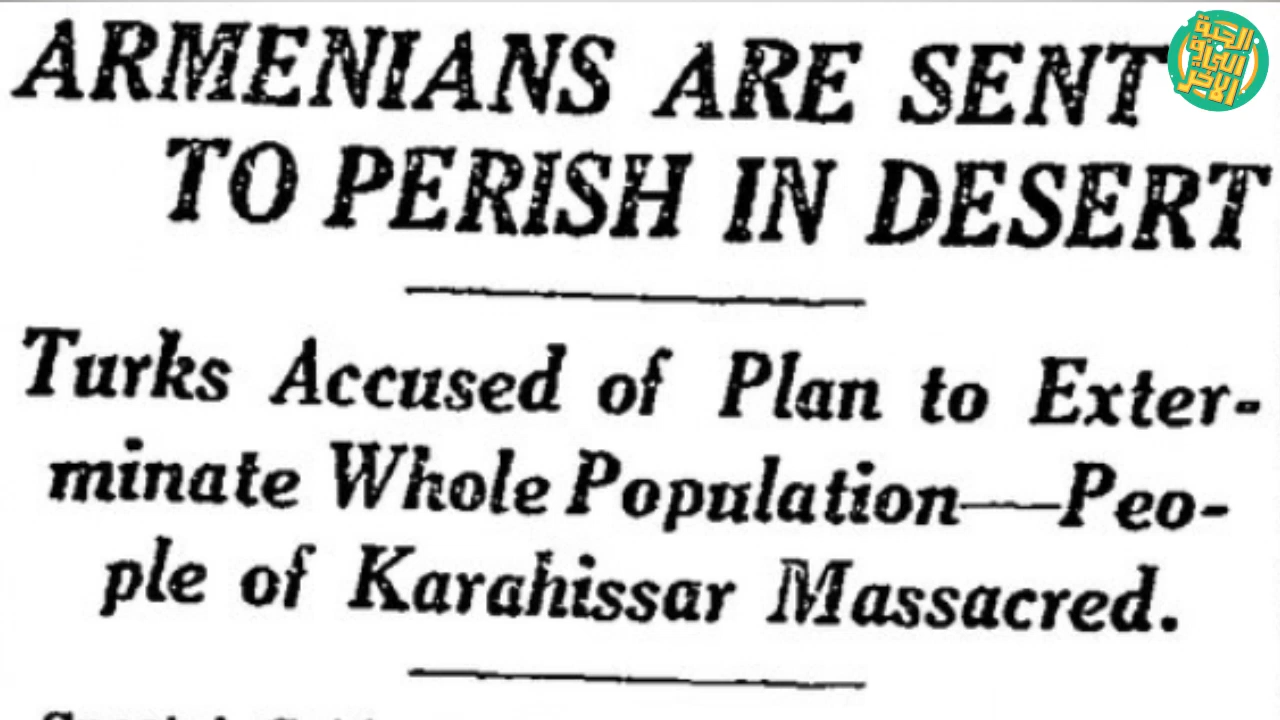 ARMENIANS ARE SENT
TO PERISH IN DESERT
Turks Accused of Plan to Exter-
minate Whole Population—Peo-
ple of Karahissar Massacred.